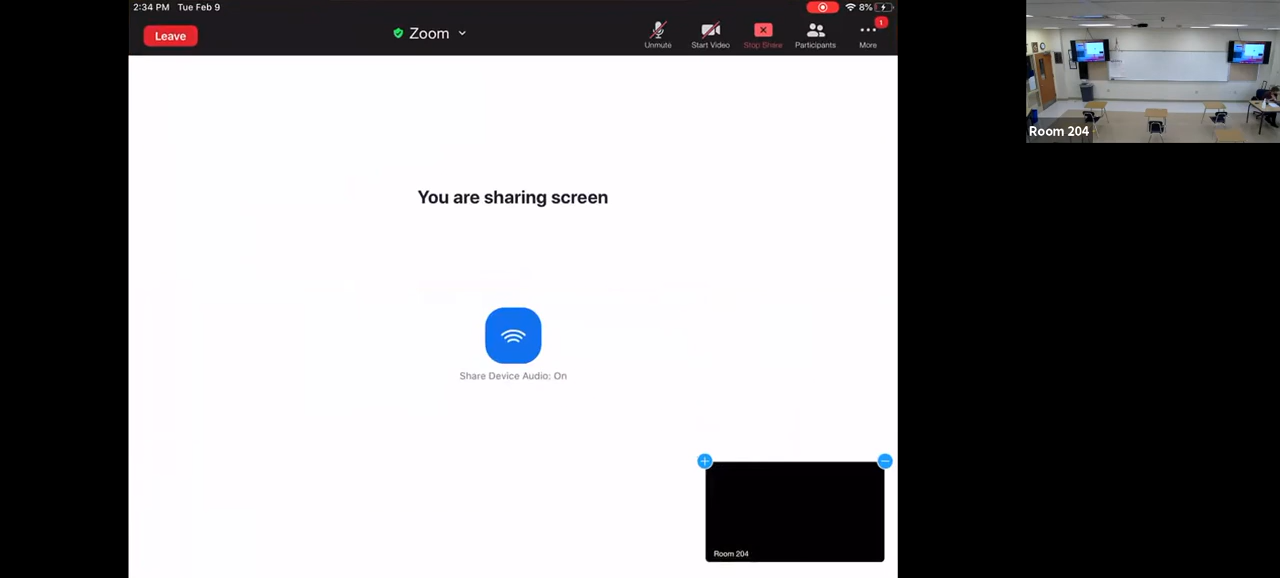 2:34 PM Tue Feb 9
8%
Leave
Zoom
Unmute
Start Video
Stop Share
Participants
1
More
Room 204
You are sharing screen
Share Device Audio: On
Room 204